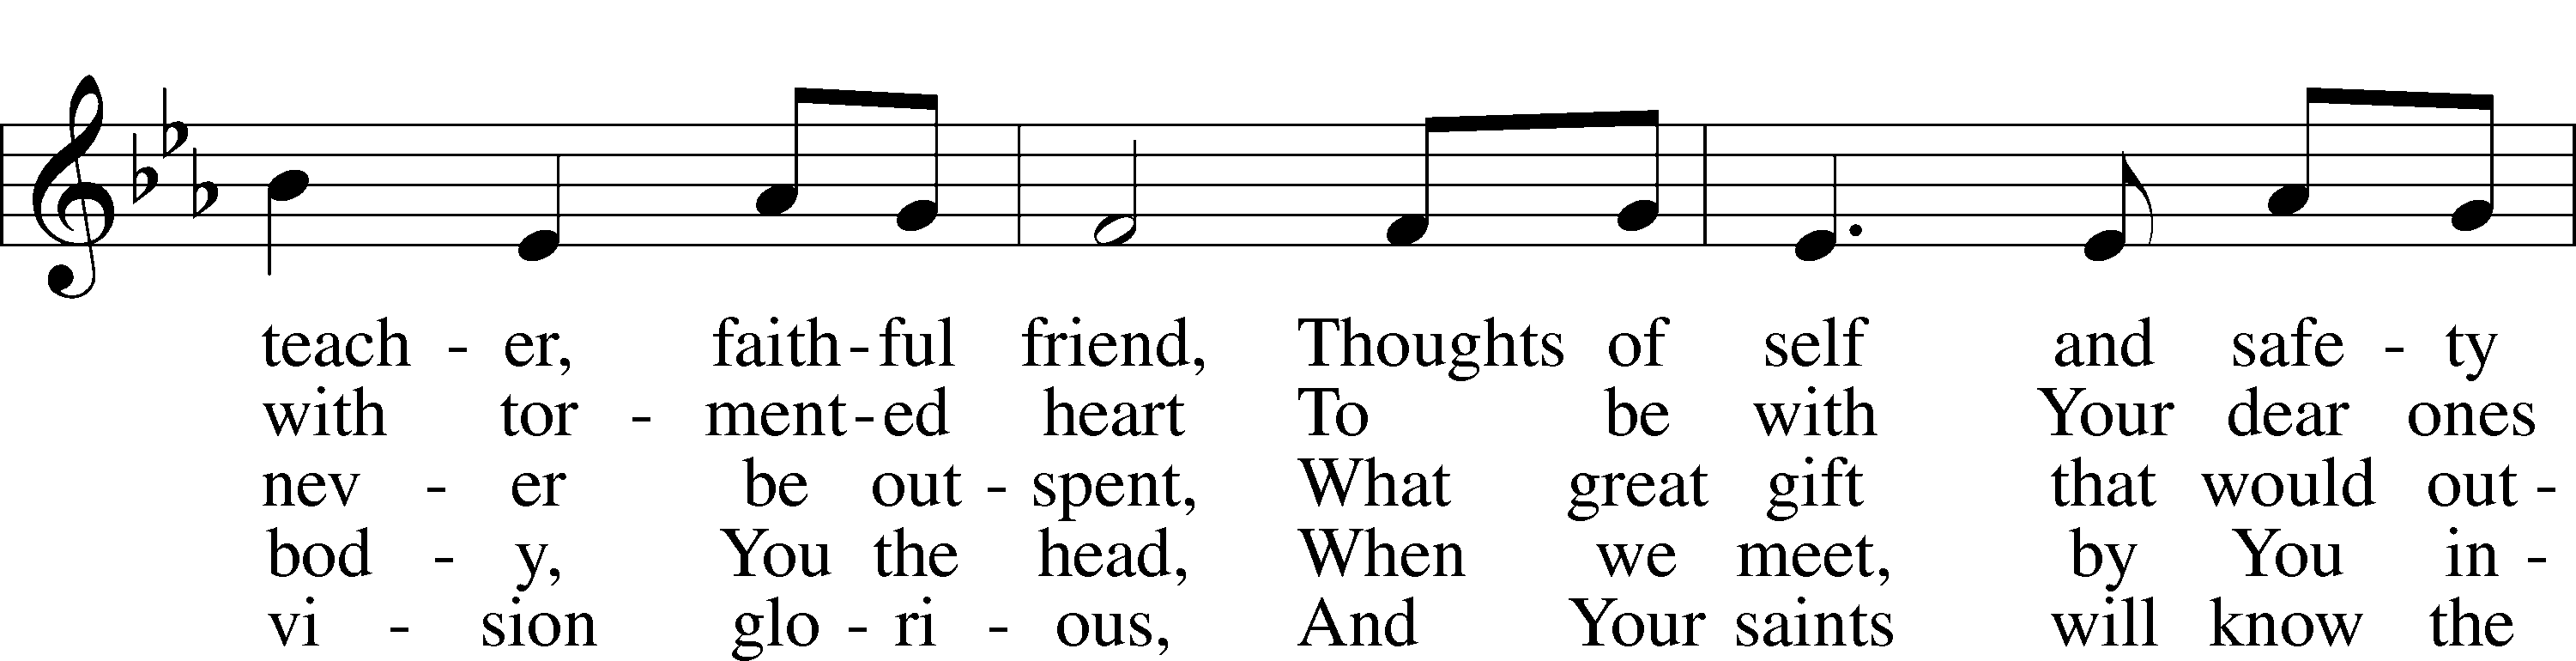 teach - er, faith - ful friend, Thoughts of self and safe - ty
with tor - ment - ed heart To be with Your dear ones
nev - er be out - spent, What great gift that would out -
bod - y, You the head, When we meet, by You in -
vi - sion glo - ri - ous, And Your saints will know the